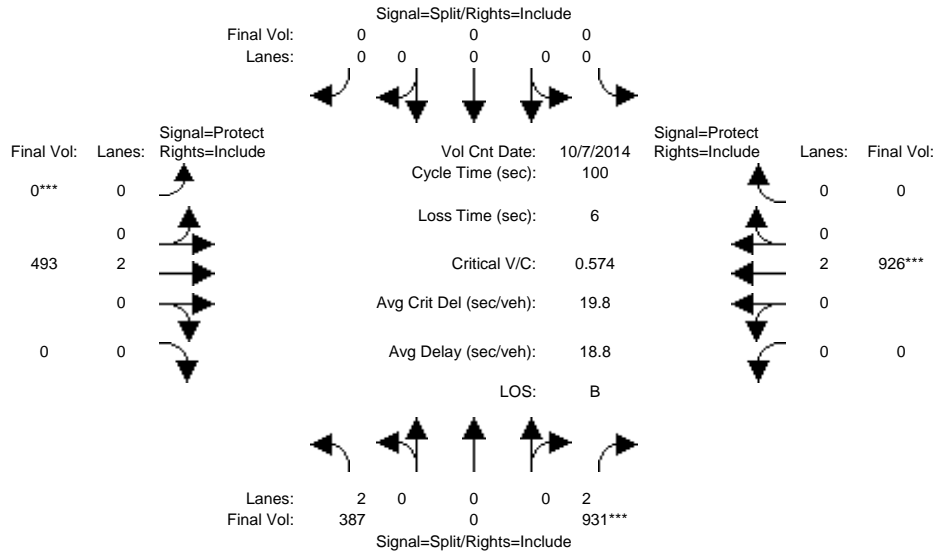 Signal=Split/Rights=Include
Final Vol: 0 0 0
Lanes: 0 0 0 0 0
Signal=Protect Signal=Protect
Final Vol: Lanes: Rights=Include Vol Cnt Date: 10/7/2014 Rights=Include Lanes: Final Vol:
Cycle Time (sec): 100
0*** 0 0 0
Loss Time (sec): 6
0 0
493 2 Critical V/C: 0.574 2 926***
0 Avg Crit Del (sec/veh): 19.8 0
0 0 Avg Delay (sec/veh): 18.8 0 0
LOS: B
Lanes: 2 0 0 0 2
Final Vol: 387 0 931***
Signal=Split/Rights=Include